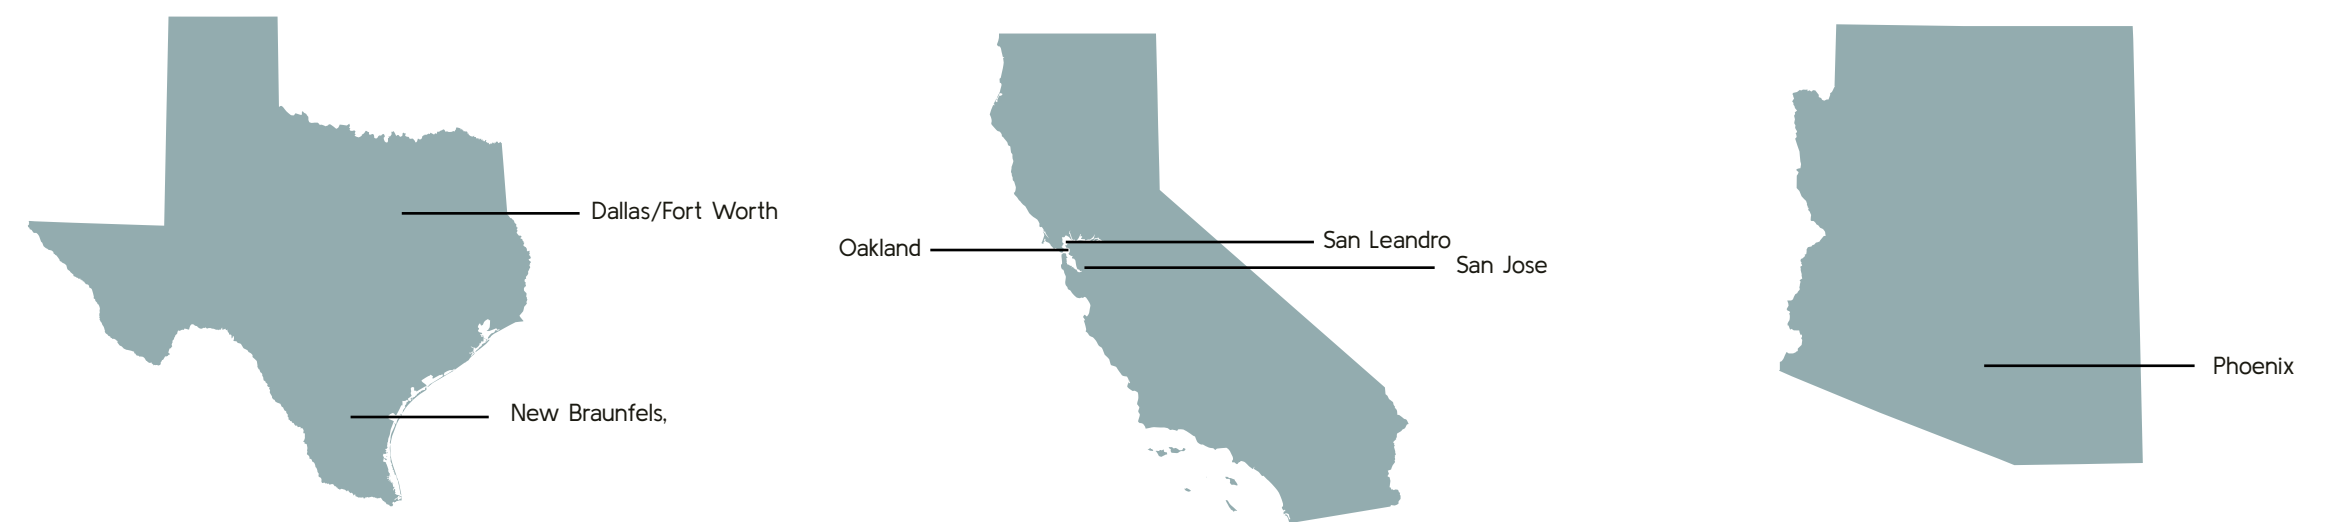 Dallas/Fort Worth
New Braunfels,
Oakland
San Leandro
San Jose
Phoenix